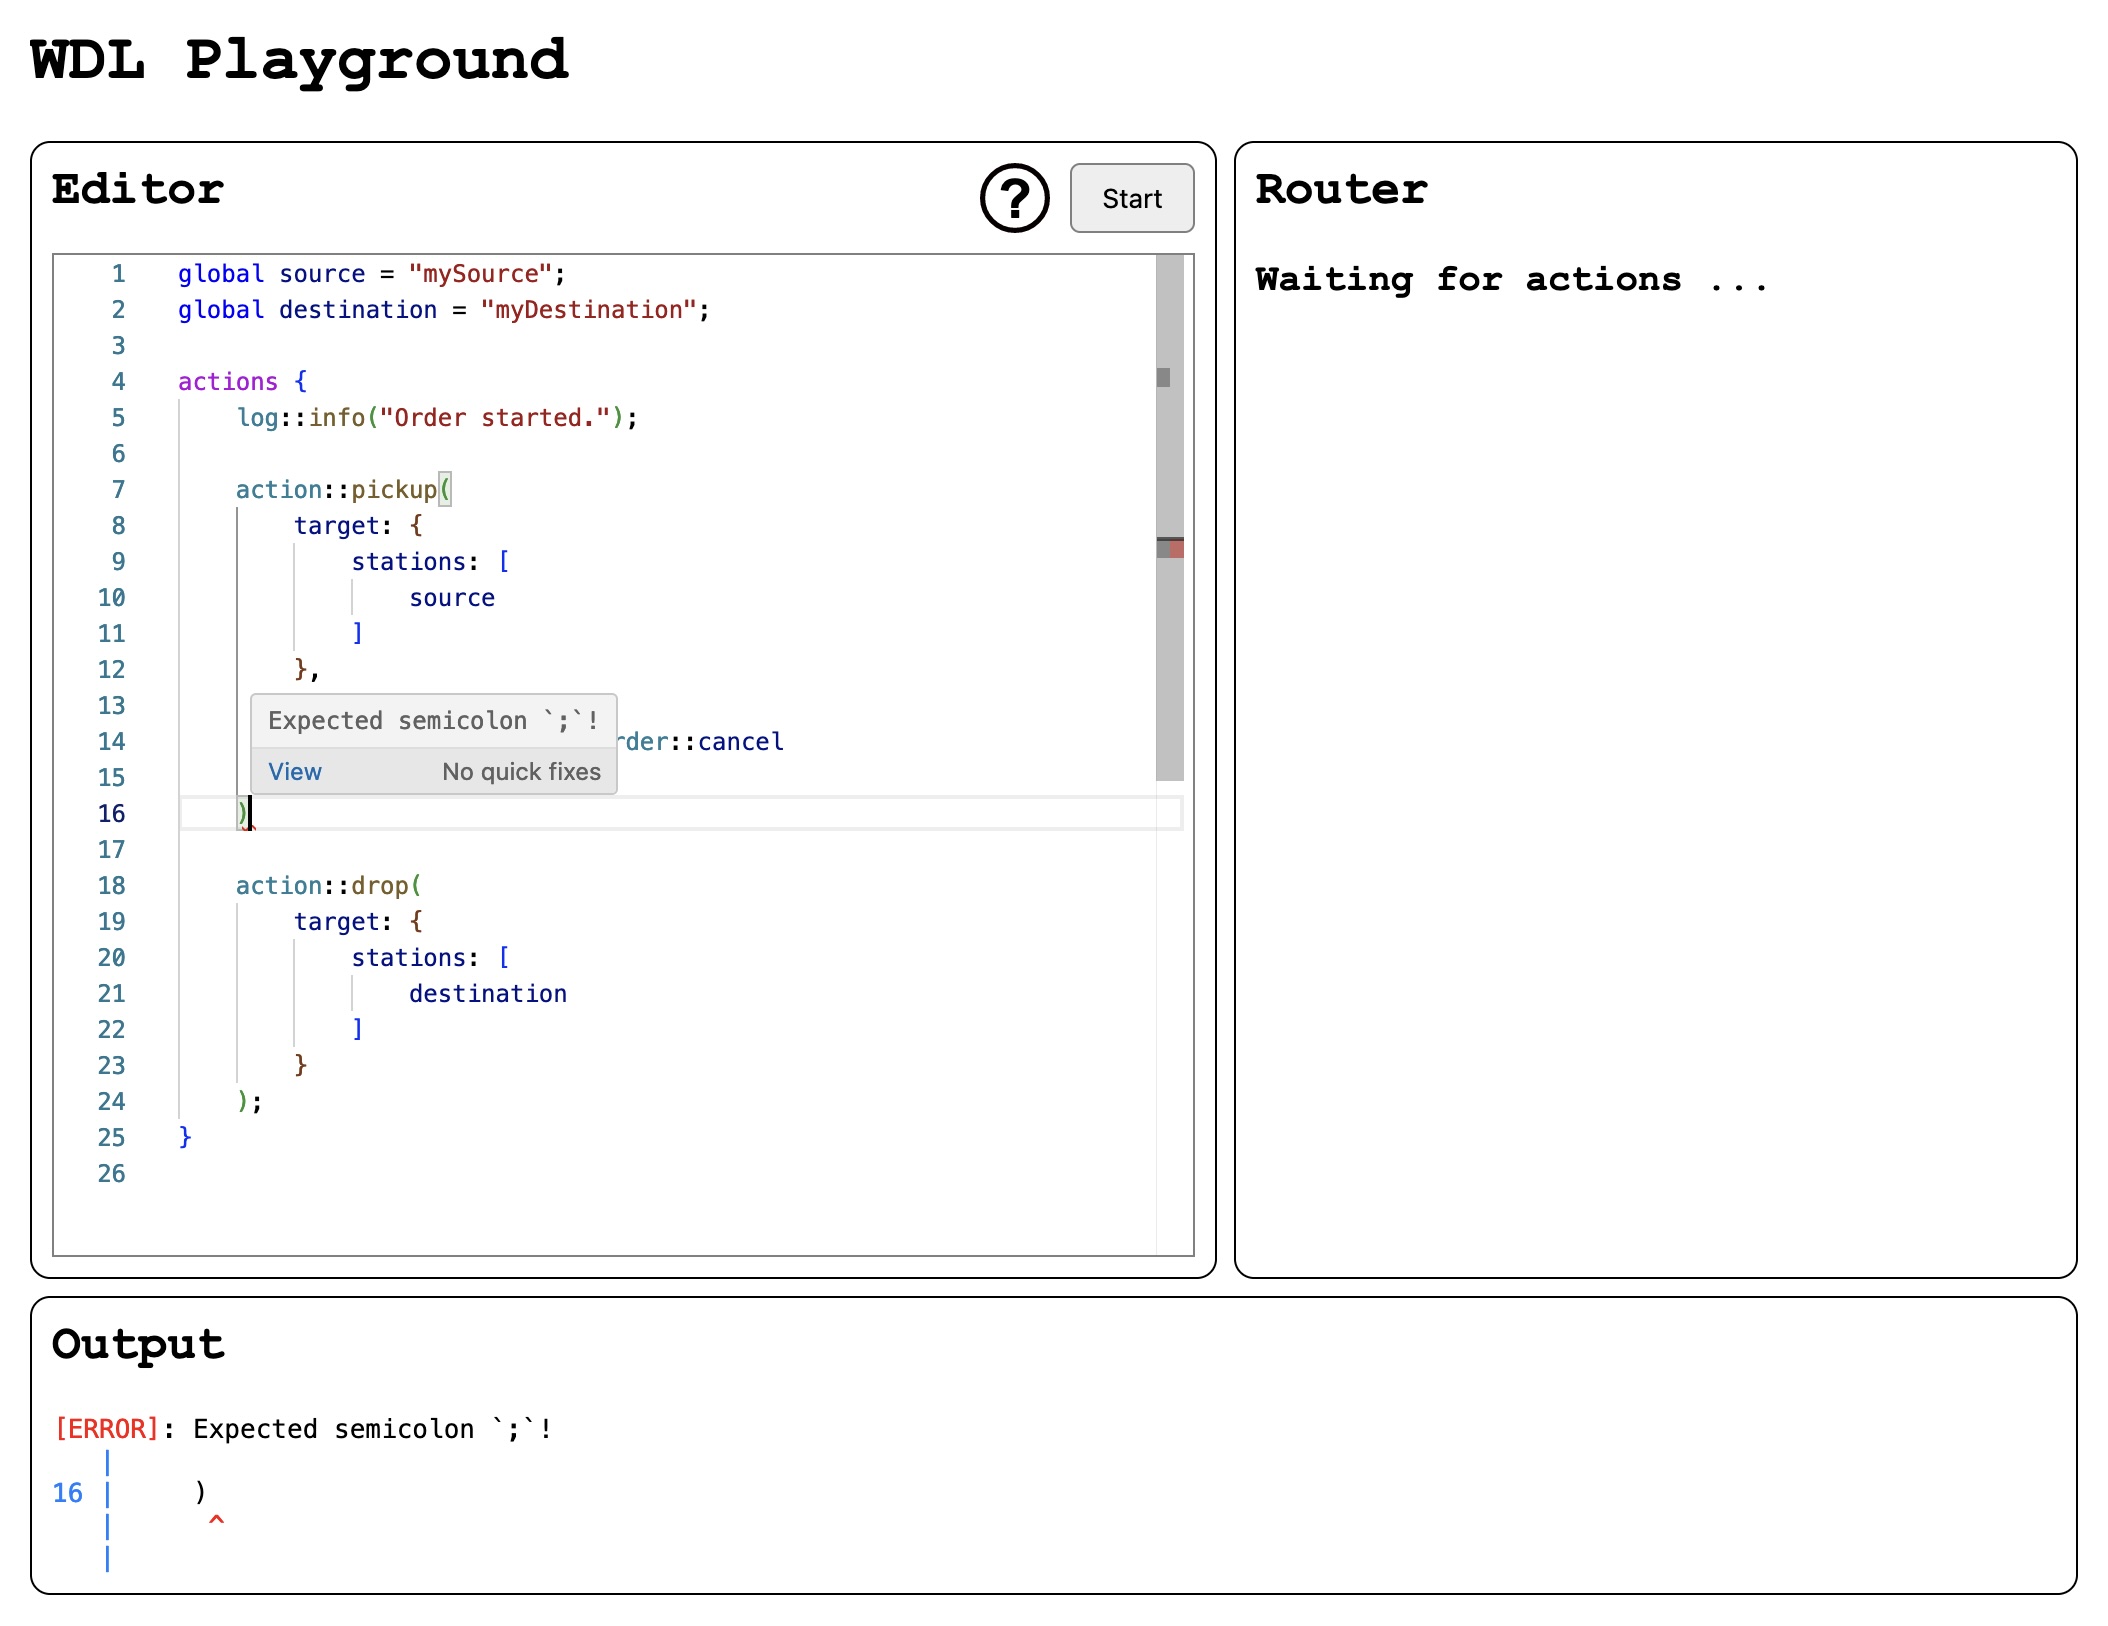 WDL Playground
Editor
?
Start
1 global source = "mySource";
2 global destination = "myDestination";
3
4 actions {
5     log::info("Order started.");
6
7     action::pickup(
8         target: {
9             stations: [
10                 source
11             ]
12         },
13
14 rder::cancel
15
16     )
17
18     action::drop(
19         target: {
20             stations: [
21                 destination
22             ]
23         }
24     );
25 }
26
Expected semicolon `;`!
View No quick fixes
Router
Waiting for actions ...
Output
[ERROR]: Expected semicolon `;`!
|
16 |     )
|      ^
|